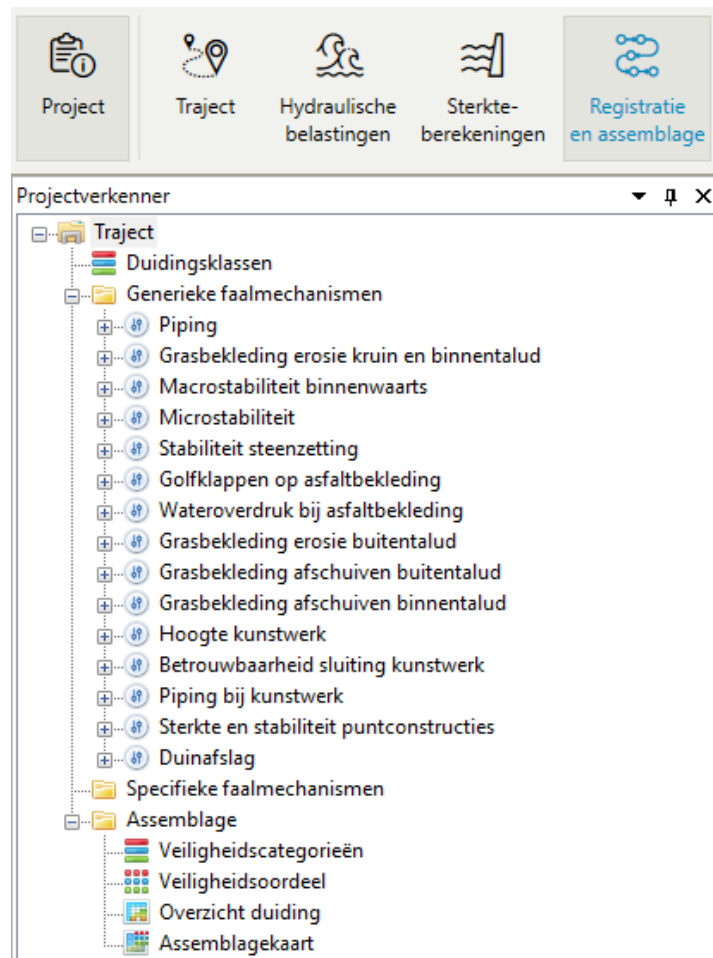 Project
Traject
Hydraulische
belastingen
Sterkte-
berekeningen
Registratie
en assemblage
Projectverkenner
Traject
Duidingsklassen
Generieke faalmechanismen
Piping
Grasbekleding erosie kruin en binnentalud
Macrostabiliteit binnenwaarts
Microstabiliteit
Stabiliteit steenzetting
Golfklappen op asfaltbekleding
Wateroverdruk bij asfaltbekleding
Grasbekleding erosie buitentalud
Grasbekleding afschuiven buitentalud
Grasbekleding afschuiven binnentalud
Hoogte kunstwerk
Betrouwbaarheid sluiting kunstwerk
Piping bij kunstwerk
Sterkte en stabiliteit puntconstructies
Duinafslag
Specifieke faalmechanismen
Assemblage
Veiligheidscategorieën
Veiligheidsoordeel
Overzicht duiding
Assemblagekaart